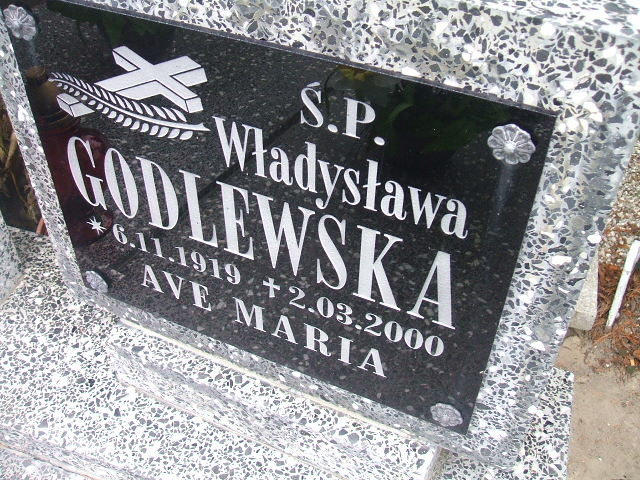 Ś.P.
Władysława
GODLEWSKA
* 6.11.1919 ✝ 2.03.2000
AVE MARIA